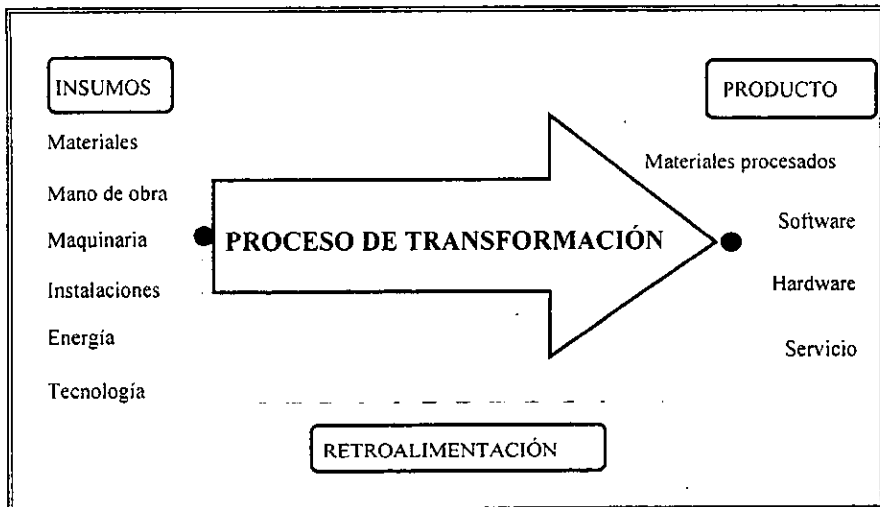 INSUMOS
Materiales
Mano de obra
Maquinaria
Instalaciones
Energía
Tecnología
PROCESO DE TRANSFORMACIÓN
PRODUCTO
Materiales procesados
Software
Hardware
Servicio
RETROALIMENTACIÓN